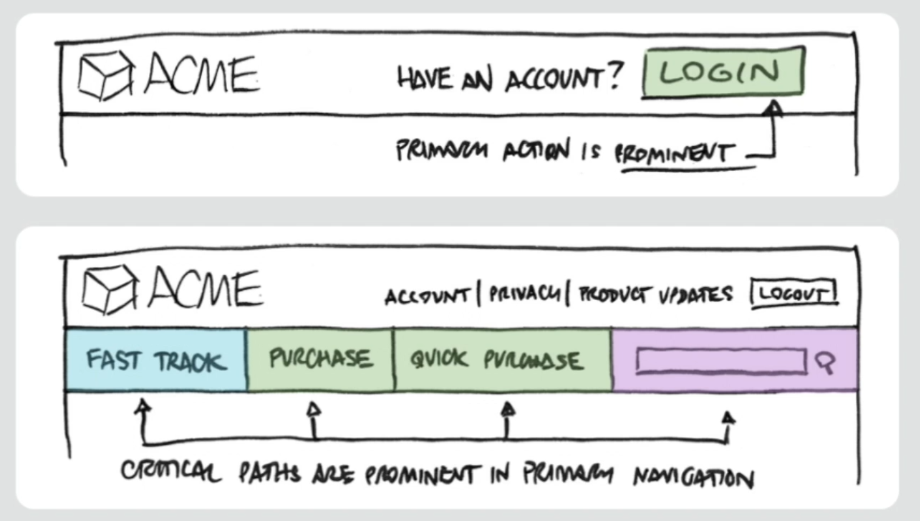 ACME HAVE AN ACCOUNT? LOGIN
PRIMARY ACTION IS PROMINENT
ACME ACCOUNT | PRIVACY | PRODUCT UPDATES LOGOUT
FAST TRACK PURCHASE QUICK PURCHASE
CRITICAL PATHS ARE PROMINENT IN PRIMARY NAVIGATION